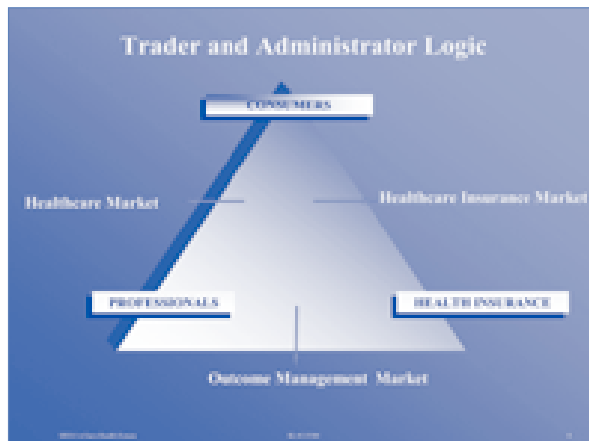 Trader and Administrator Logic
CONSUMERS
Healthcare Market
Healthcare Insurance Market
PROFESSIONALS
HEALTH INSURANCE
Outcome Management Market